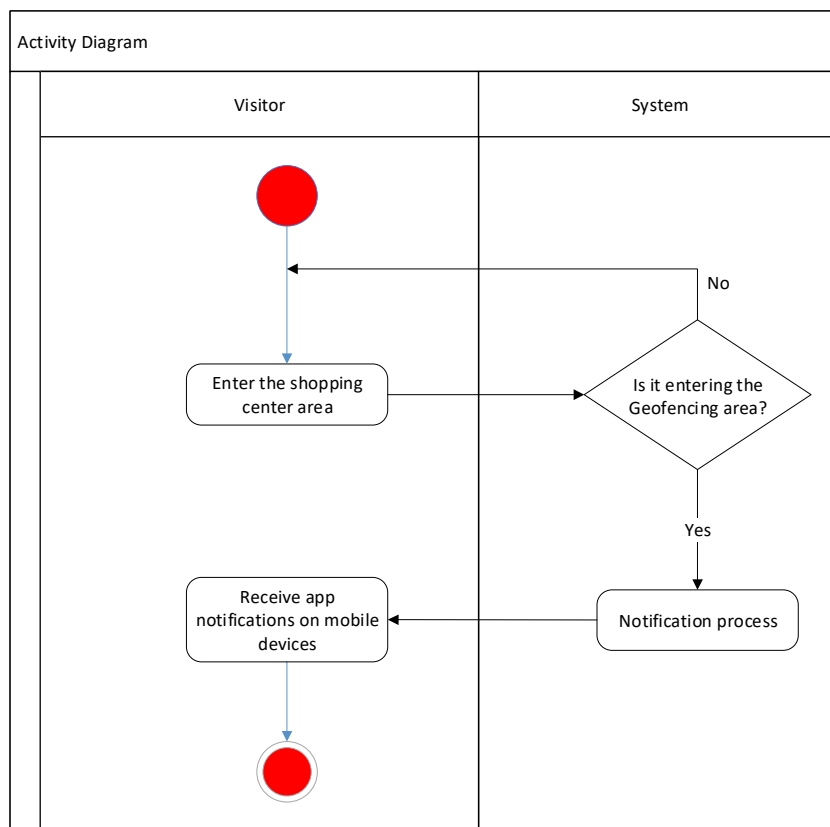 Activity Diagram
Visitor
System
No
Enter the shopping
center area
Is it entering the
Geofencing area?
Yes
Receive app
notifications on mobile
devices
Notification process